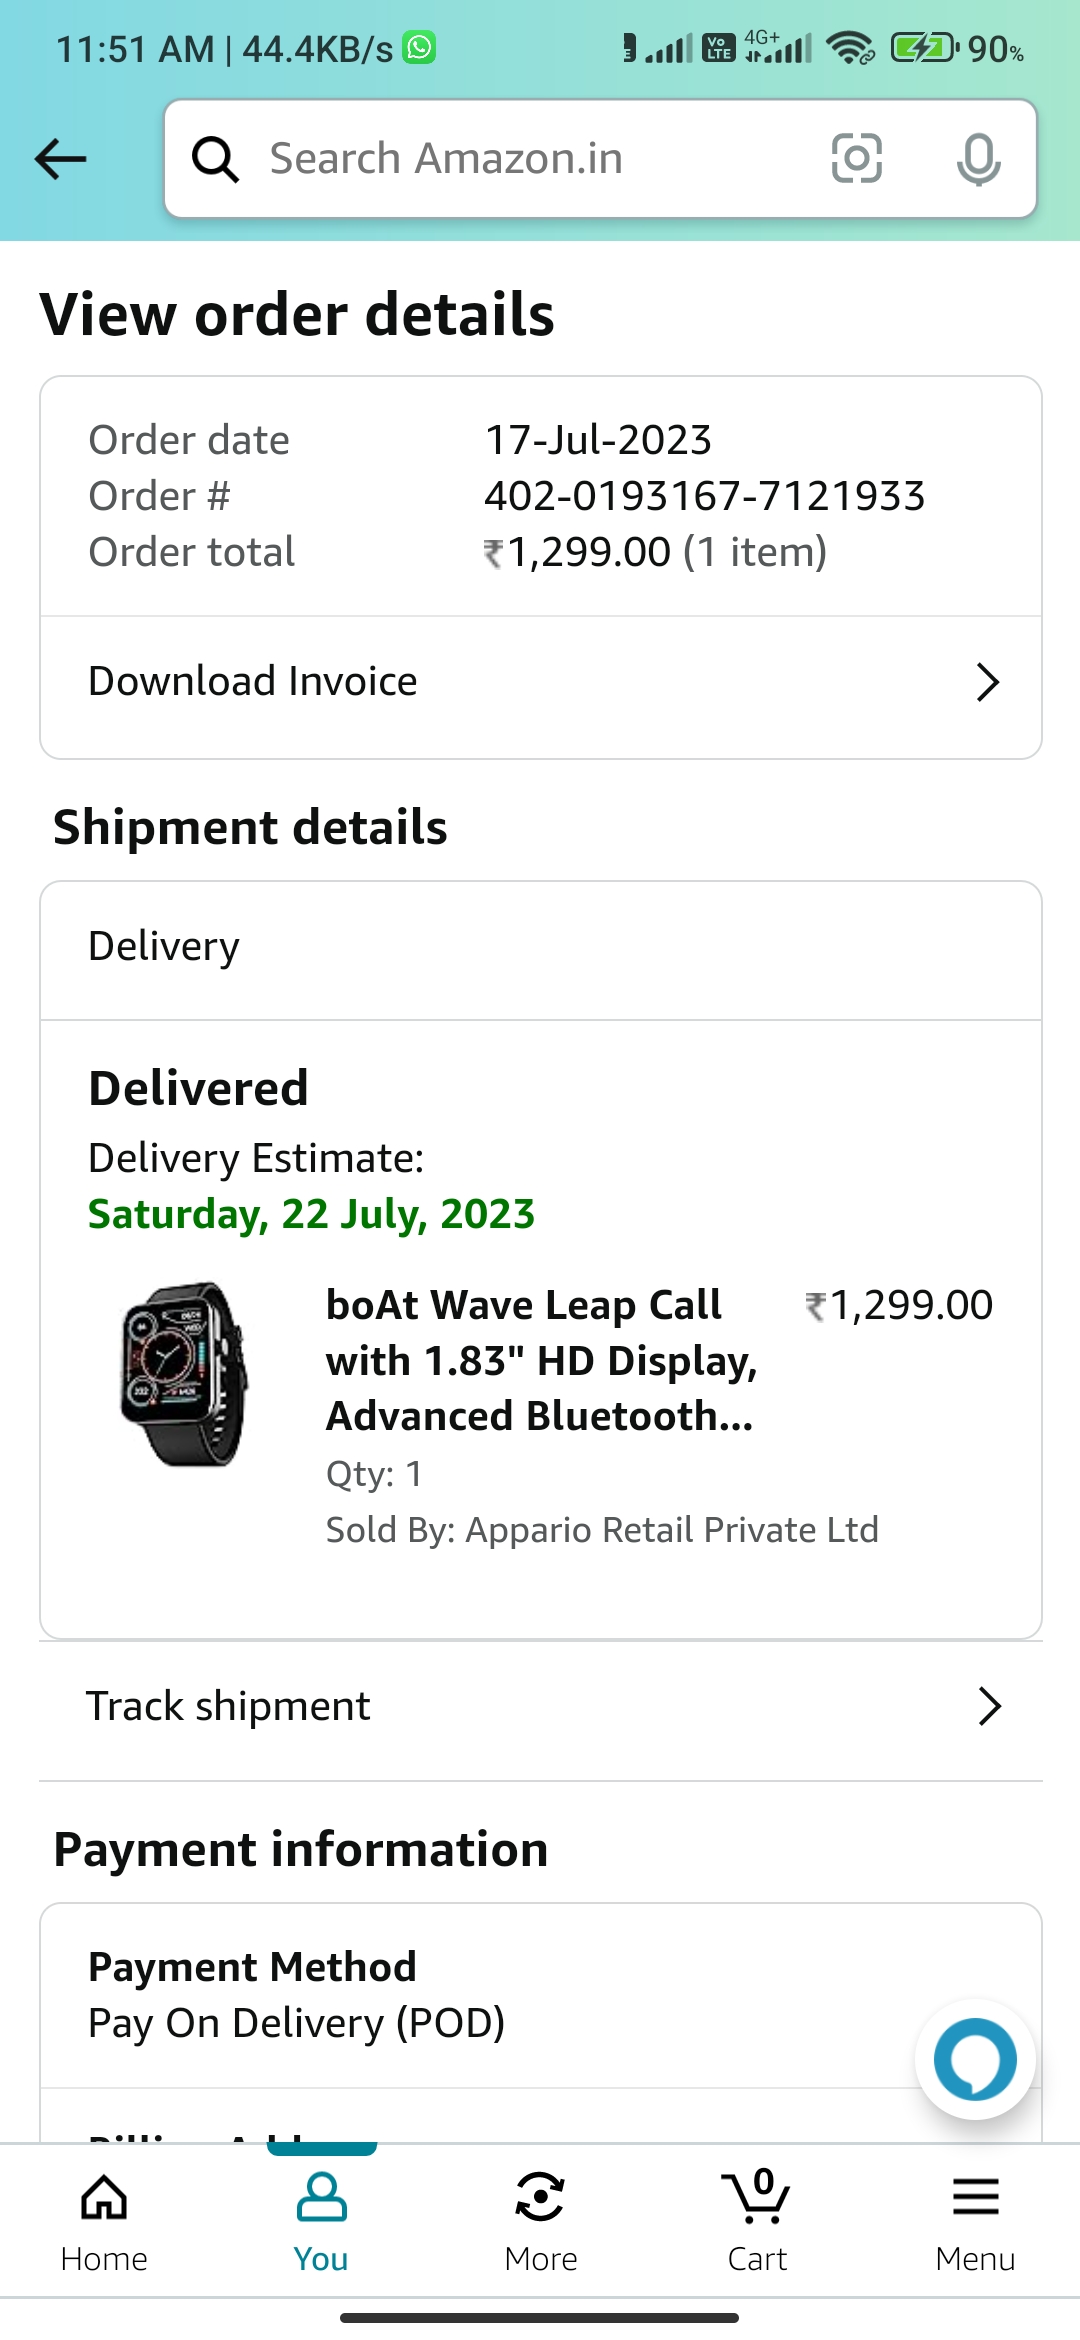 11:51 AM | 44.4KB/s
4G+
Vo LTE
90%
Search Amazon.in
View order details
Order date 17-Jul-2023
Order # 402-0193167-7121933
Order total ₹1,299.00 (1 item)
Download Invoice
Shipment details
Delivery
Delivered
Delivery Estimate:
Saturday, 22 July, 2023
boAt Wave Leap Call ₹1,299.00
with 1.83" HD Display,
Advanced Bluetooth...
Qty: 1
Sold By: Appario Retail Private Ltd
Track shipment
Payment information
Payment Method
Pay On Delivery (POD)
0
Home You More Cart Menu